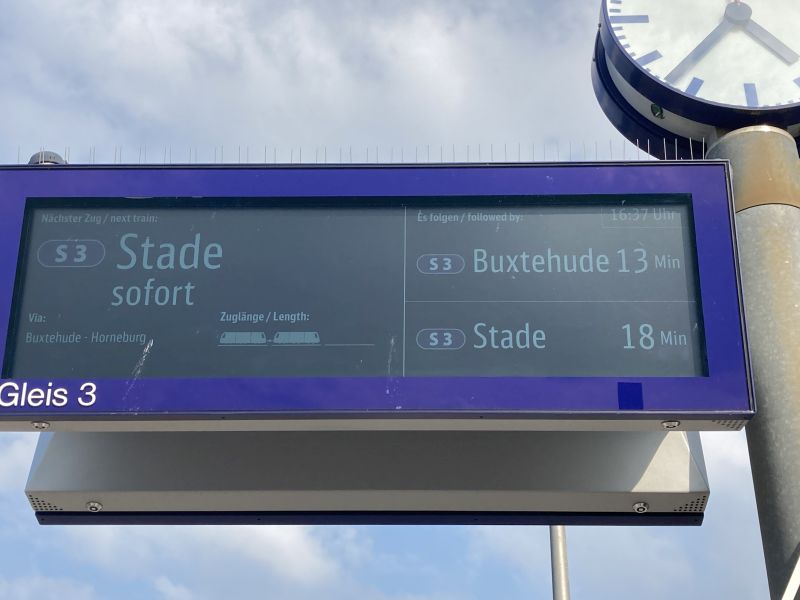 Nächster Zug / next train:
S 3 Stade
sofort
Via:
Buxtehude - Horneburg
Zuglänge / Length:
Es folgen / followed by:
16:37 Uhr
S 3 Buxtehude 13 Min
S 3 Stade 18 Min
Gleis 3